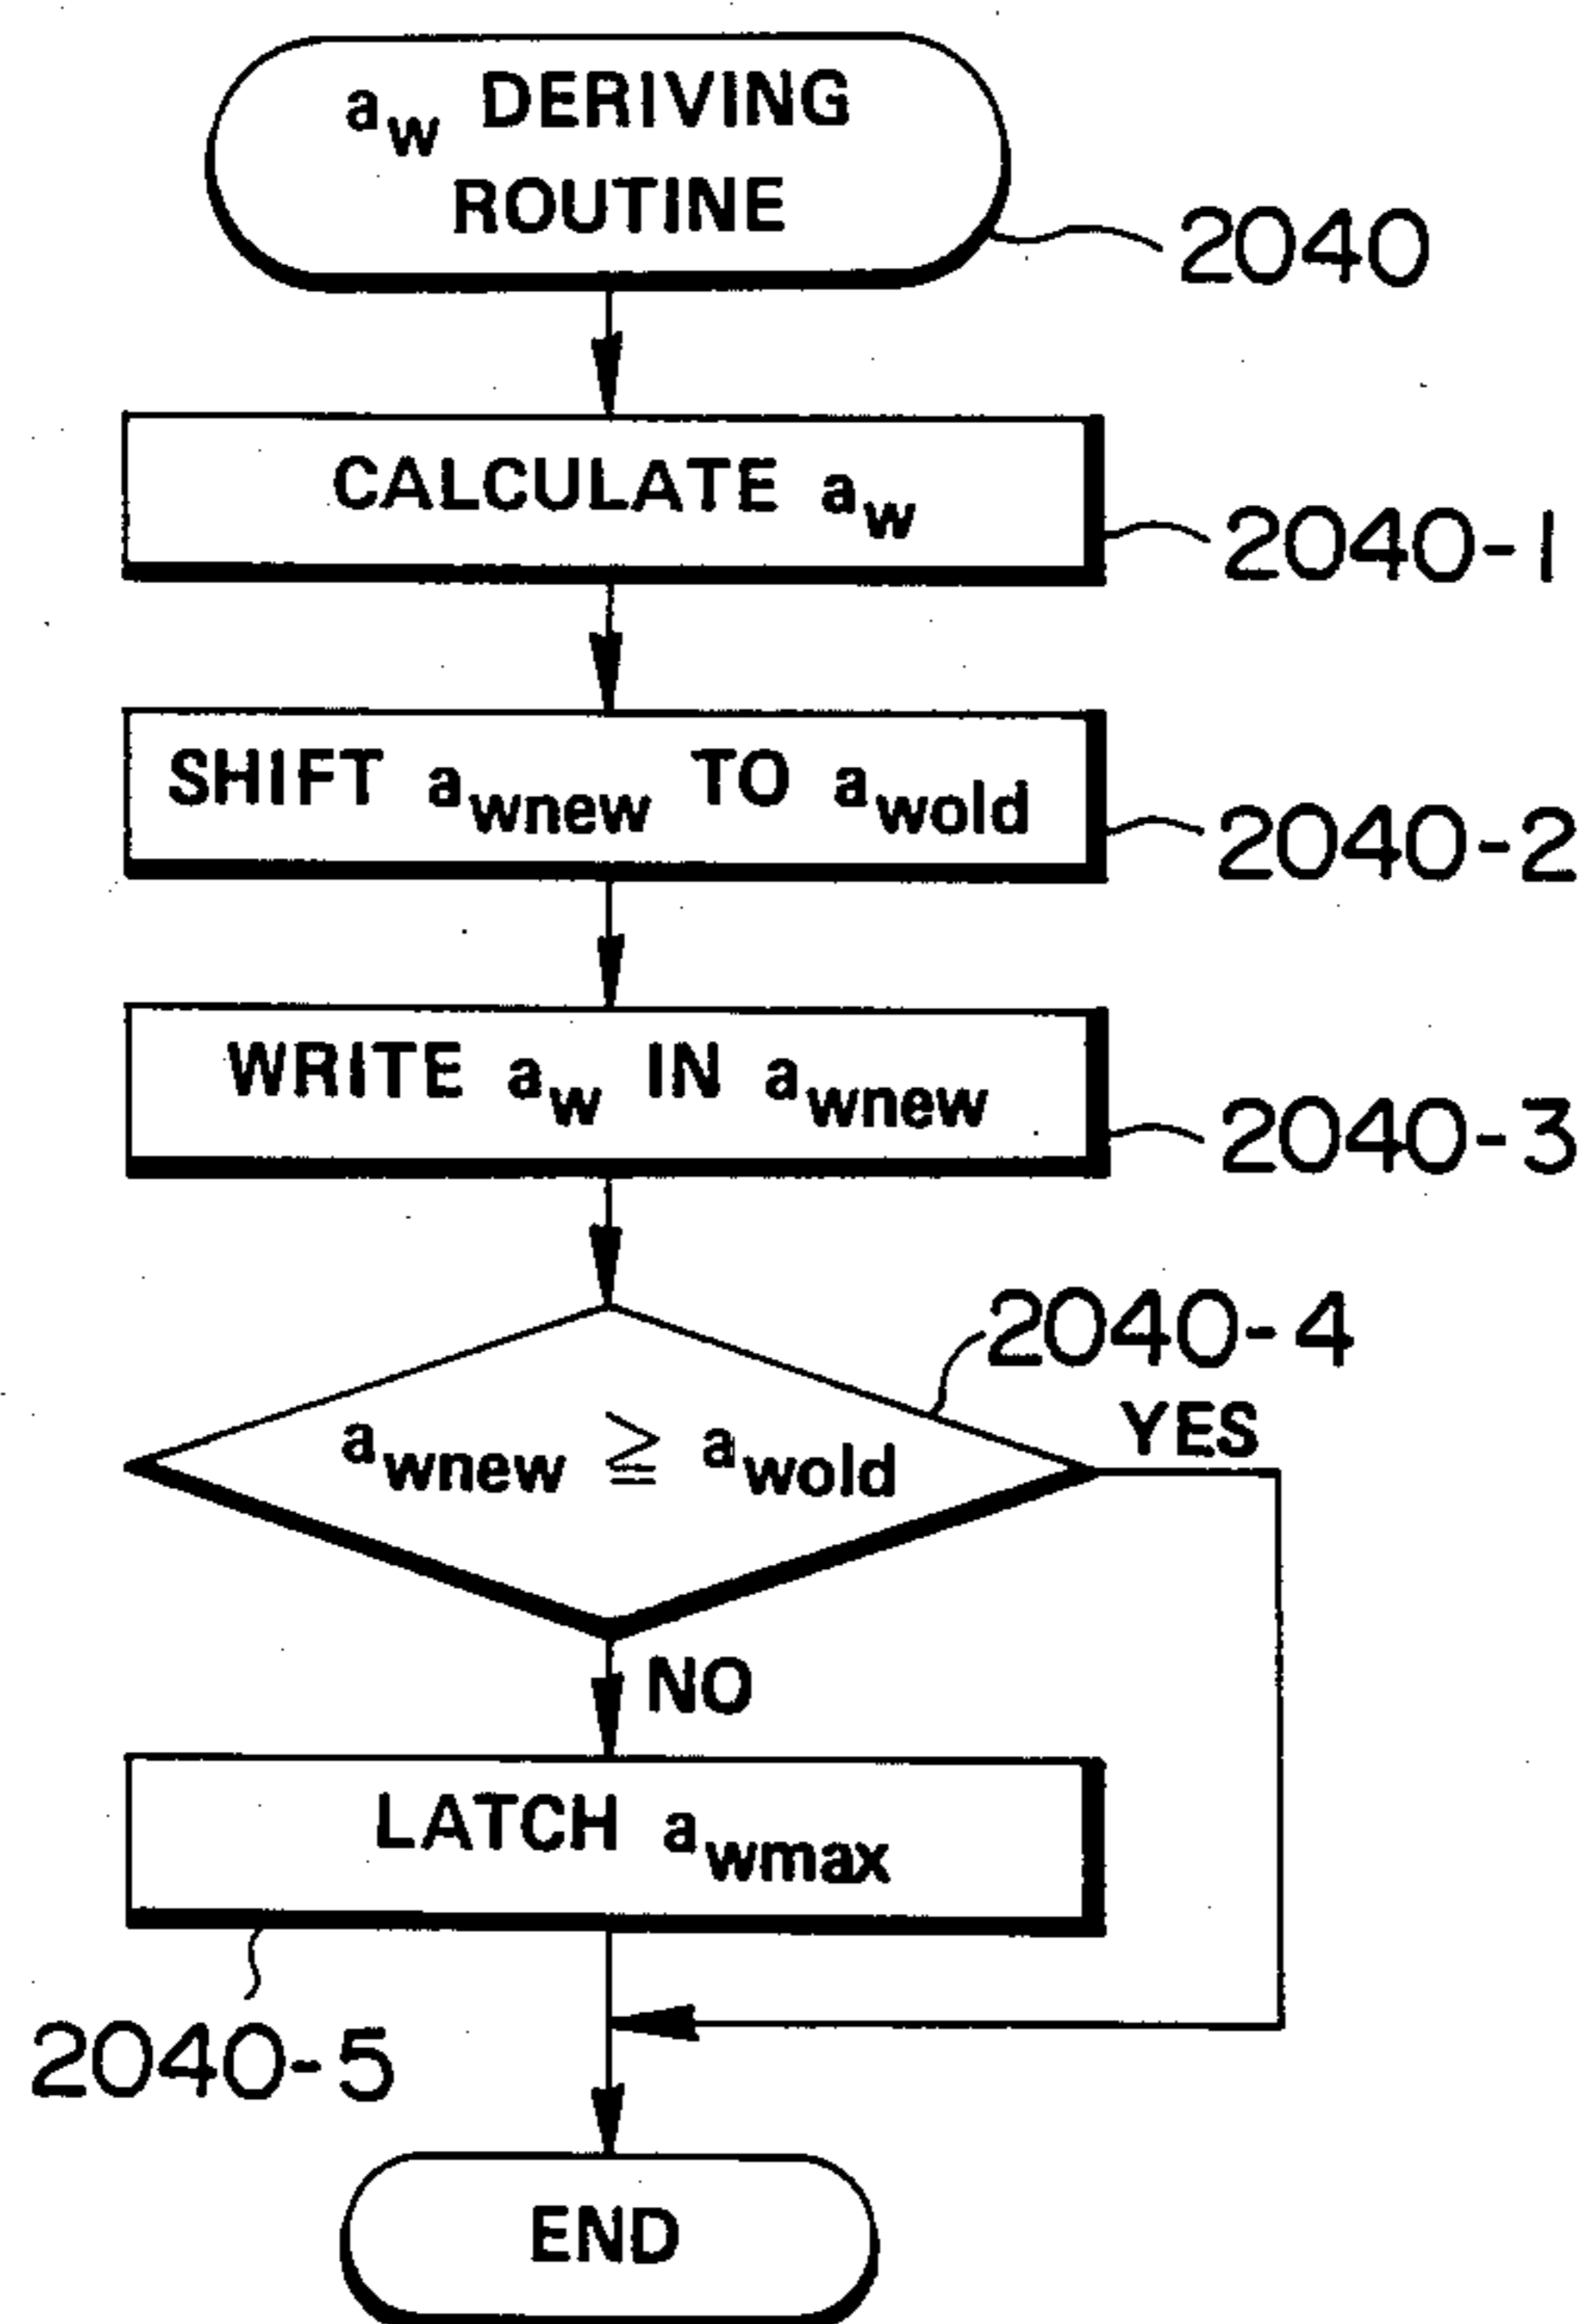 a_w DERIVING
ROUTINE
2040
CALCULATE a_w
2040-1
SHIFT a_wnew TO a_wold
2040-2
WRITE a_w IN a_wnew
2040-3
2040-4
YES
a_wnew ≧ a_wold
NO
LATCH a_wmax
2040-5
END